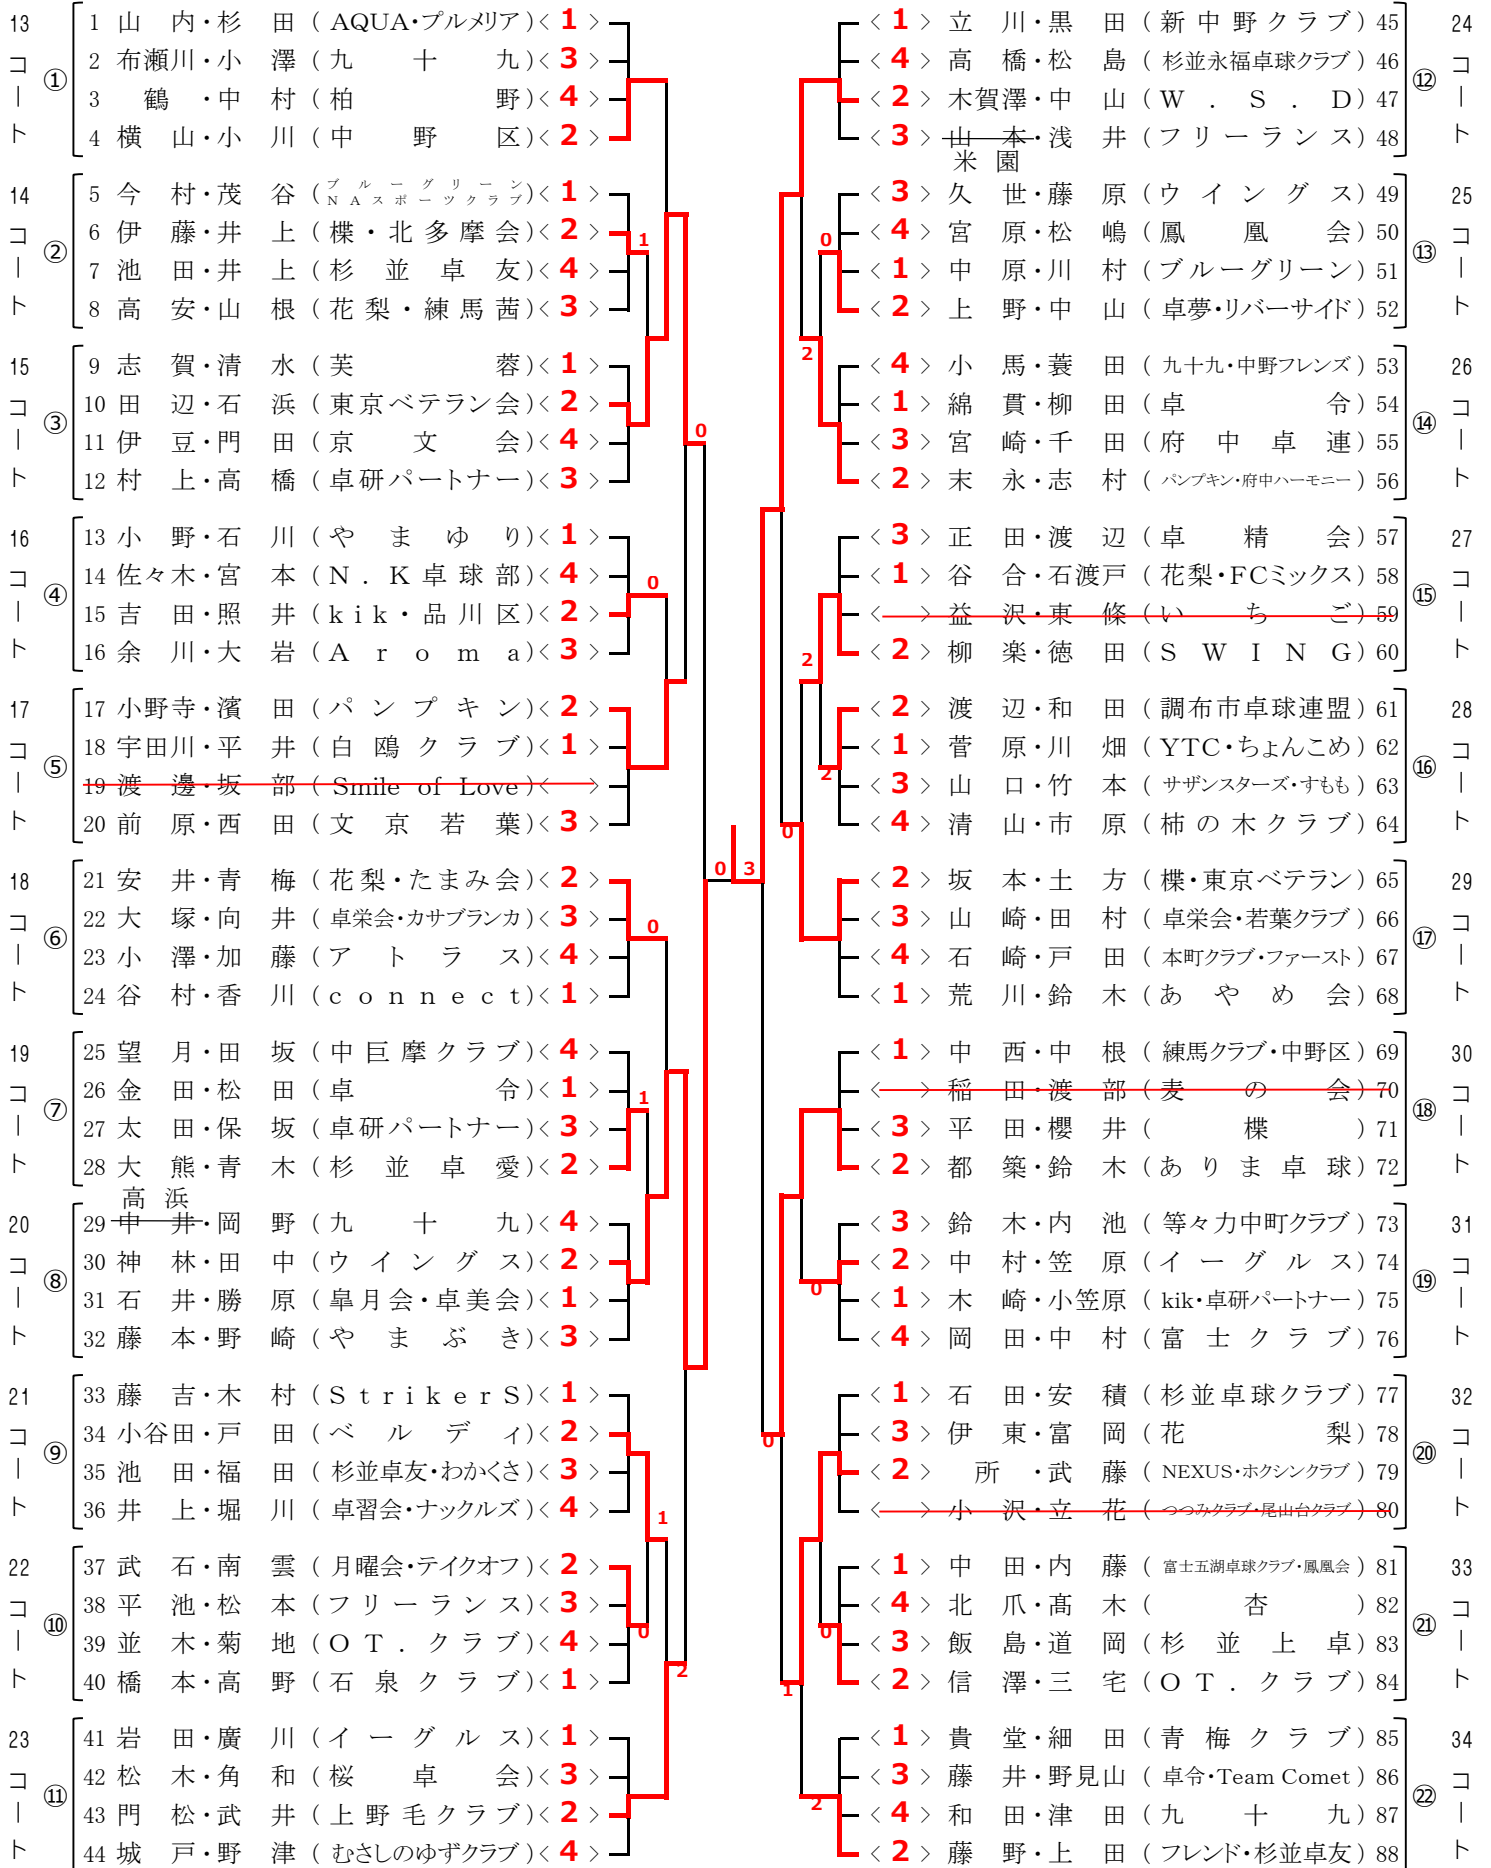 13コート ①
1 山内・杉田 (AQUA・プルメリア) <1>
2 布瀬川・小澤 (九十九) <3>
3 鶴・中村 (柏野) <4>
4 横山・小川 (中野区) <2>
14コート ②
5 今村・茂谷 (ブルーグリーン NAスポーツクラブ) <1>
6 伊藤・井上 (楪・北多摩会) <2>
7 池田・井上 (杉並卓友) <4>
8 高安・山根 (花梨・練馬茜) <3>
1
15コート ③
9 志賀・清水 (芙蓉) <1>
10 田辺・石浜 (東京ベテラン会) <2>
11 伊豆・門田 (京文会) <4>
12 村上・高橋 (卓研パートナー) <3>
0
16コート ④
13 小野・石川 (やまゆり) <1>
14 佐々木・宮本 (N.K卓球部) <4>
15 吉田・照井 (kik・品川区) <2>
16 余川・大岩 (Aroma) <3>
0
17コート ⑤
17 小野寺・濱田 (パンプキン) <2>
18 宇田川・平井 (白鴎クラブ) <1>
19 渡邊・坂部 (Smile of Love) < >
20 前原・西田 (文京若葉) <3>
18コート ⑥
21 安井・青梅 (花梨・たまみ会) <2>
22 大塚・向井 (卓栄会・カサブランカ) <3>
23 小澤・加藤 (アトラス) <4>
24 谷村・香川 (connect) <1>
0
0 3
19コート ⑦
25 望月・田坂 (中巨摩クラブ) <4>
26 金田・松田 (卓令) <1>
27 太田・保坂 (卓研パートナー) <3>
28 大熊・青木 (杉並卓愛) <2>
1
20コート ⑧
高浜
29 中井・岡野 (九十九) <4>
30 神林・田中 (ウイングス) <2>
31 石井・勝原 (皐月会・卓美会) <1>
32 藤本・野崎 (やまぶき) <3>
21コート ⑨
33 藤吉・木村 (StrikerS) <1>
34 小谷田・戸田 (ベルディ) <2>
35 池田・福田 (杉並卓友・わかくさ) <3>
36 井上・堀川 (卓習会・ナックルズ) <4>
1
22コート ⑩
37 武石・南雲 (月曜会・テイクオフ) <2>
38 平池・松本 (フリーランス) <3>
39 並木・菊地 (OT.クラブ) <4>
40 橋本・高野 (石泉クラブ) <1>
0
2
23コート ⑪
41 岩田・廣川 (イーグルス) <1>
42 松木・角和 (桜卓会) <3>
43 門松・武井 (上野毛クラブ) <2>
44 城戸・野津 (むさしのゆずクラブ) <4>
24コート ⑫
<1> 立川・黒田 (新中野クラブ) 45
<4> 高橋・松島 (杉並永福卓球クラブ) 46
<2> 木賀澤・中山 (W.S.D) 47
<3> 山本・浅井 (フリーランス) 48
米園
25コート ⑬
<3> 久世・藤原 (ウイングス) 49
<4> 宮原・松嶋 (鳳凰会) 50
<1> 中原・川村 (ブルーグリーン) 51
<2> 上野・中山 (卓夢・リバーサイド) 52
0
2
26コート ⑭
<4> 小馬・蓑田 (九十九・中野フレンズ) 53
<1> 綿貫・柳田 (卓令) 54
<3> 宮崎・千田 (府中卓連) 55
<2> 末永・志村 (パンプキン・府中ハーモニー) 56
27コート ⑮
<3> 正田・渡辺 (卓精会) 57
<1> 谷合・石渡戸 (花梨・FCミックス) 58
< > 益沢・東條 (いちご) 59
<2> 柳楽・徳田 (SWING) 60
2
28コート ⑯
<2> 渡辺・和田 (調布市卓球連盟) 61
<1> 菅原・川畑 (YTC・ちょんこめ) 62
<3> 山口・竹本 (サザンスターズ・すもも) 63
<4> 清山・市原 (柿の木クラブ) 64
2
0
29コート ⑰
<2> 坂本・土方 (楪・東京ベテラン) 65
<3> 山崎・田村 (卓栄会・若葉クラブ) 66
<4> 石崎・戸田 (本町クラブ・ファースト) 67
<1> 荒川・鈴木 (あやめ会) 68
30コート ⑱
<1> 中西・中根 (練馬クラブ・中野区) 69
< > 稲田・渡部 (麦の会) 70
<3> 平田・櫻井 (楪) 71
<2> 都築・鈴木 (ありま卓球) 72
31コート ⑲
<3> 鈴木・内池 (等々力中町クラブ) 73
<2> 中村・笠原 (イーグルス) 74
<1> 木崎・小笠原 (kik・卓研パートナー) 75
<4> 岡田・中村 (富士クラブ) 76
0
0
32コート ⑳
<1> 石田・安積 (杉並卓球クラブ) 77
<3> 伊東・富岡 (花梨) 78
<2> 所・武藤 (NEXUS・ホクシンクラブ) 79
< > 小沢・立花 (つつみクラブ・尾山台クラブ) 80
33コート ㉑
<1> 中田・内藤 (富士五湖卓球クラブ・鳳凰会) 81
<4> 北爪・髙木 (杏) 82
<3> 飯島・道岡 (杉並上卓) 83
<2> 信澤・三宅 (OT.クラブ) 84
0
1
34コート ㉒
<1> 貴堂・細田 (青梅クラブ) 85
<3> 藤井・野見山 (卓令・Team Comet) 86
<4> 和田・津田 (九十九) 87
<2> 藤野・上田 (フレンド・杉並卓友) 88
2